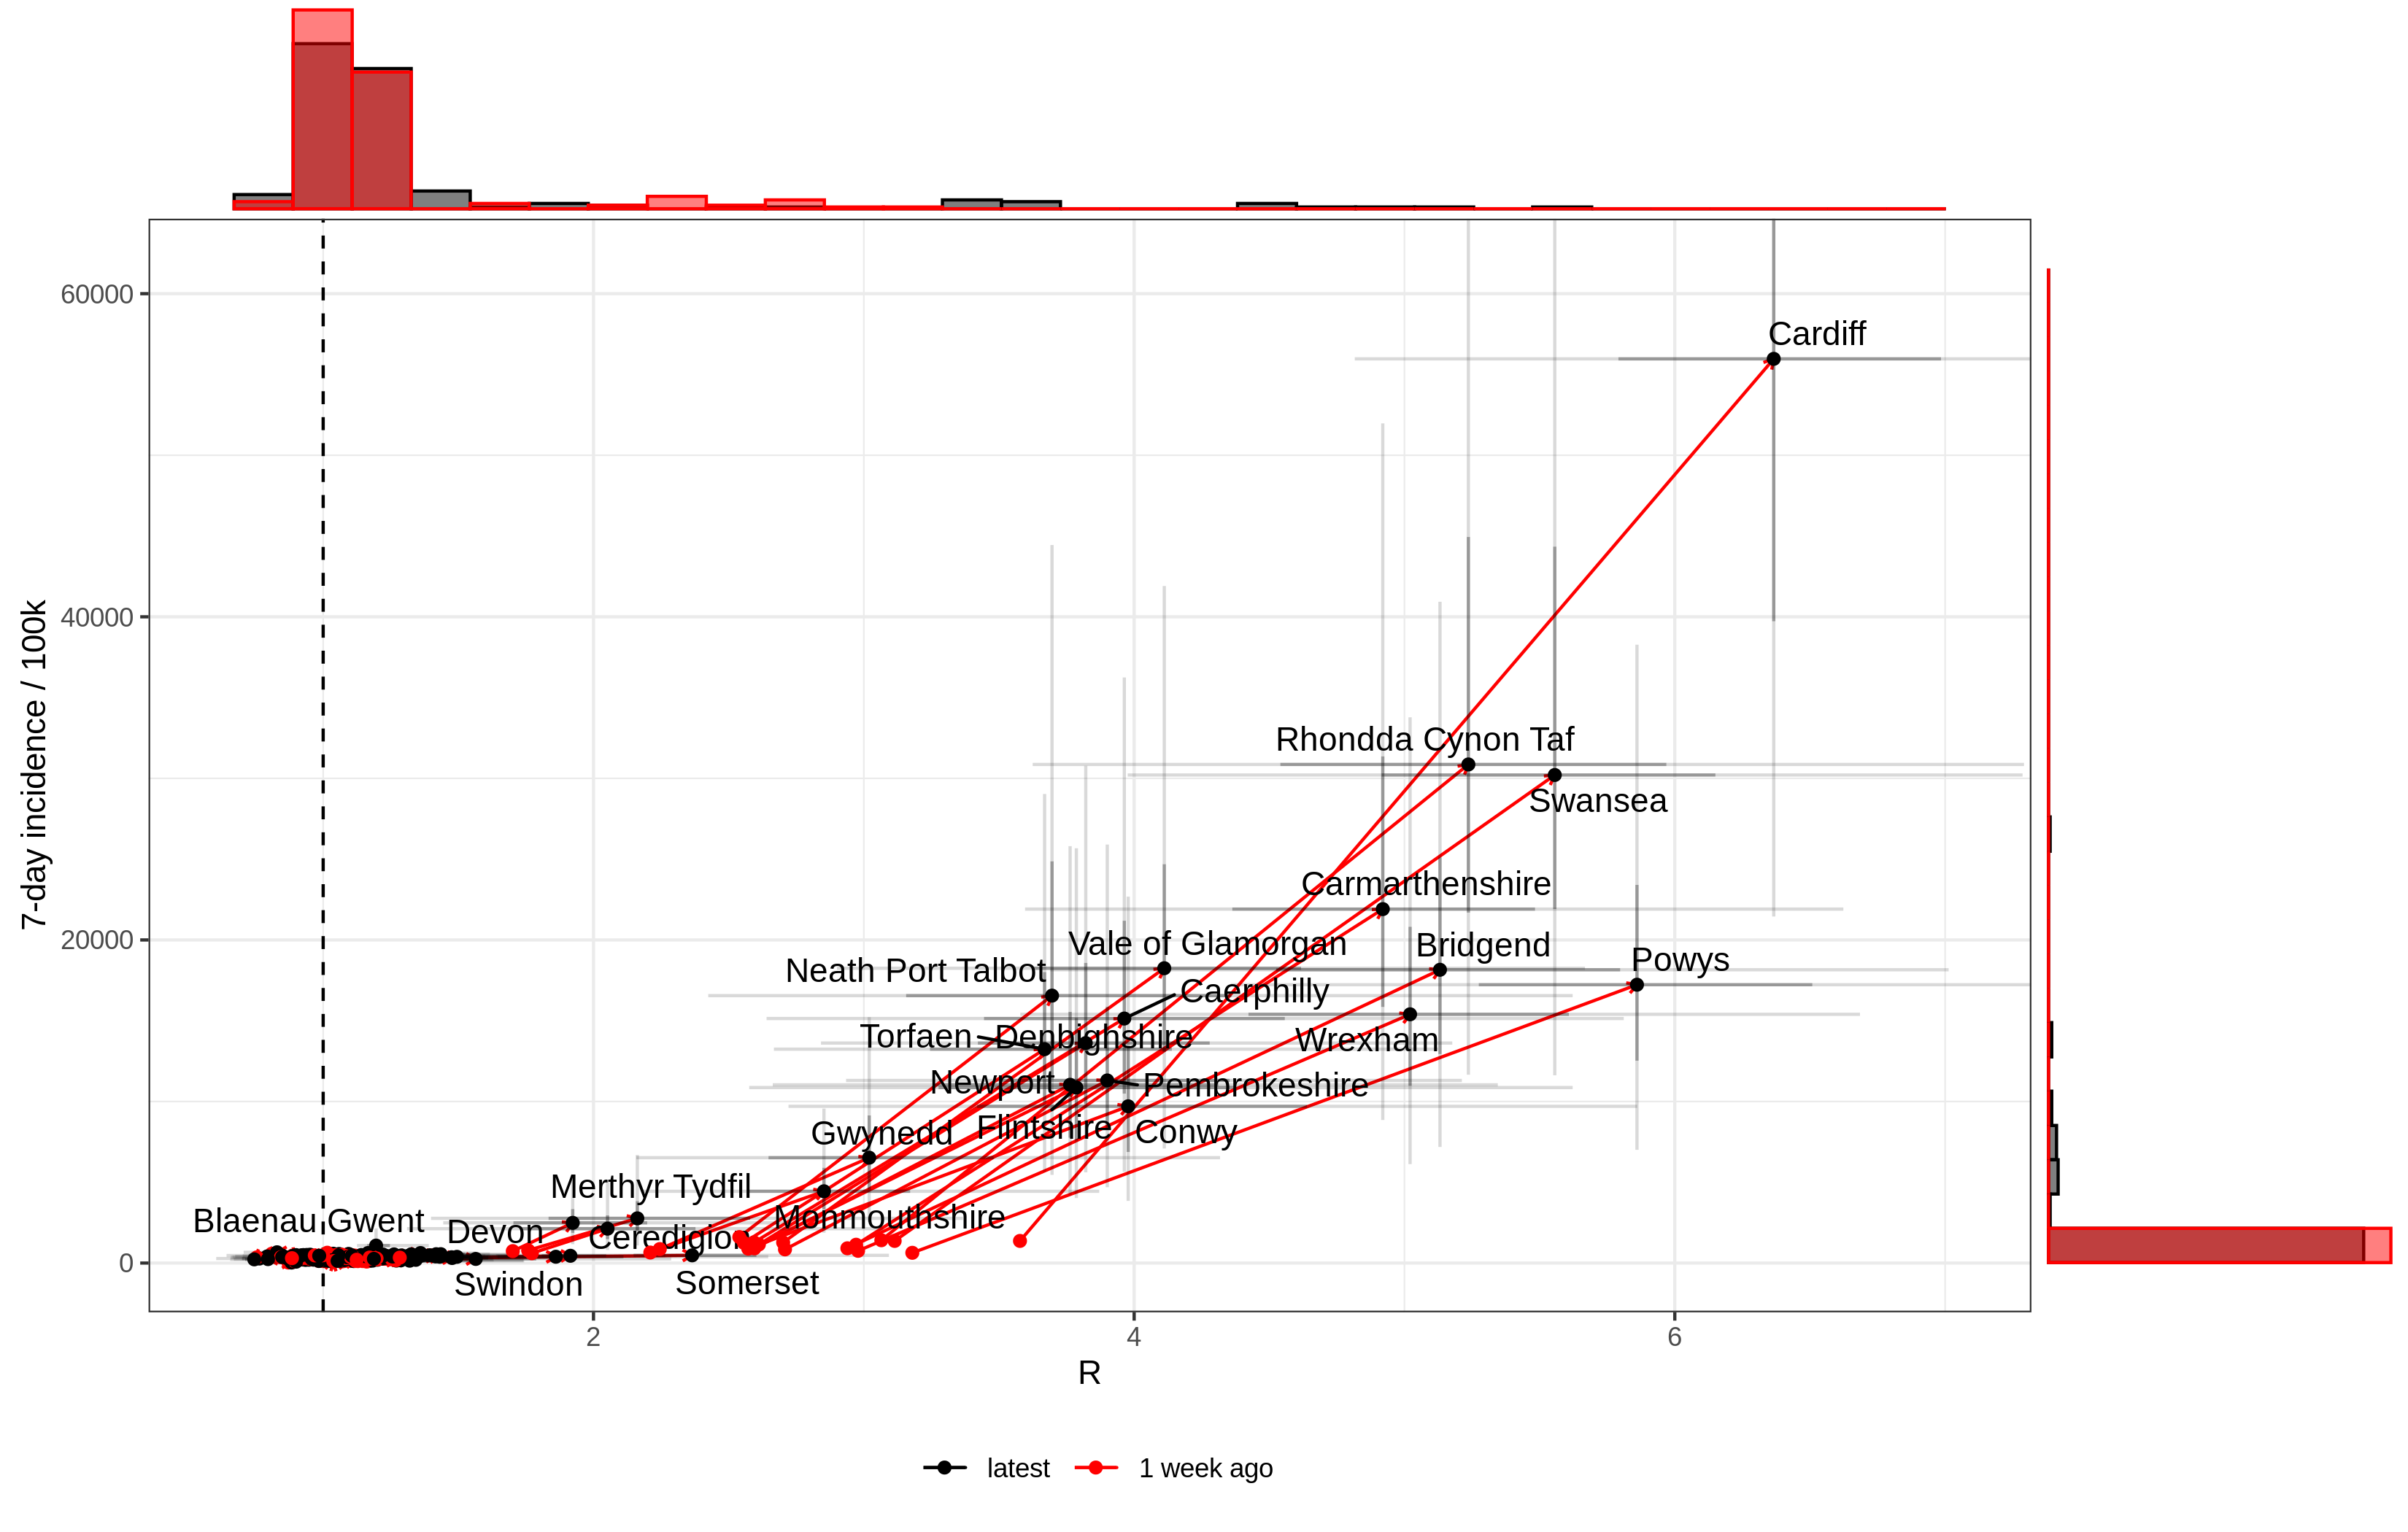 60000
40000
20000
0
7-day incidence / 100k
Cardiff
Rhondda Cynon Taf
Swansea
Carmarthenshire
Vale of Glamorgan
Bridgend
Powys
Neath Port Talbot
Caerphilly
Torfaen
Denbighshire
Wrexham
Newport
Pembrokeshire
Flintshire
Conwy
Gwynedd
Merthyr Tydfil
Monmouthshire
Blaenau Gwent
Devon
Ceredigion
Swindon
Somerset
2
4
6
R
latest
1 week ago